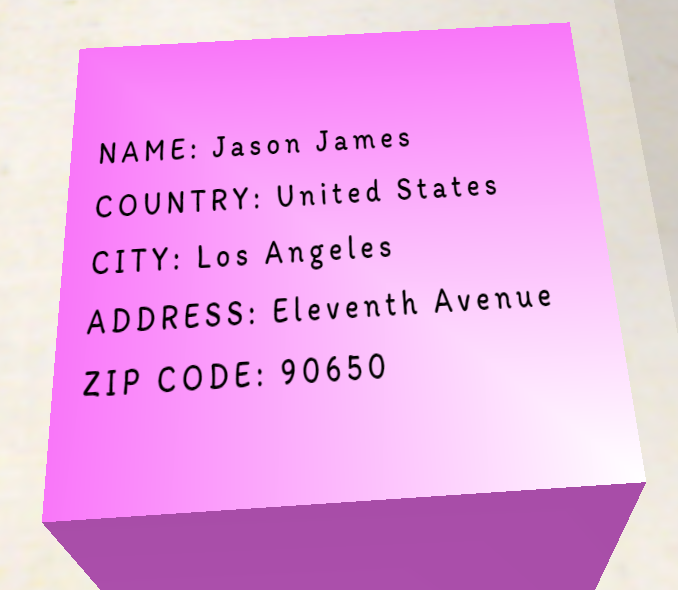 NAME: Jason James
COUNTRY: United States
CITY: Los Angeles
ADDRESS: Eleventh Avenue
ZIP CODE: 90650